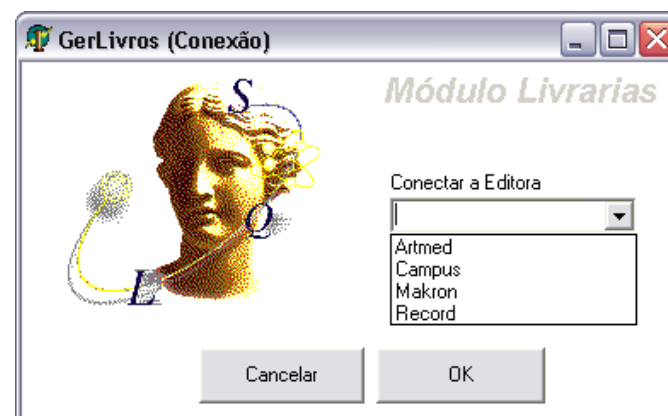 GerLivros (Conexão)
Módulo Livrarias
S
Q
L
Conectar a Editora
Artmed
Campus
Makron
Record
Cancelar
OK